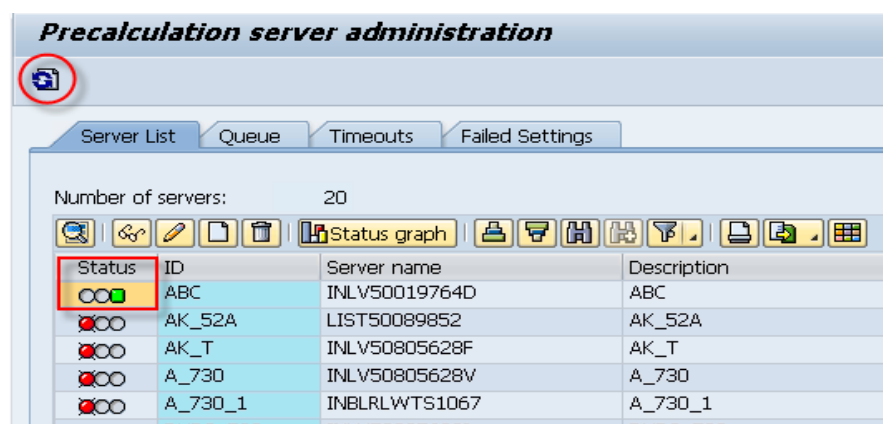 Precalculation server administration
Server List Queue Timeouts Failed Settings
Number of servers: 20
Status graph
Status ID Server name Description
ABC INLV50019764D ABC
AK_52A LIST50089852 AK_52A
AK_T INLV50805628F AK_T
A_730 INLV50805628V A_730
A_730_1 INBLRLWTS1067 A_730_1